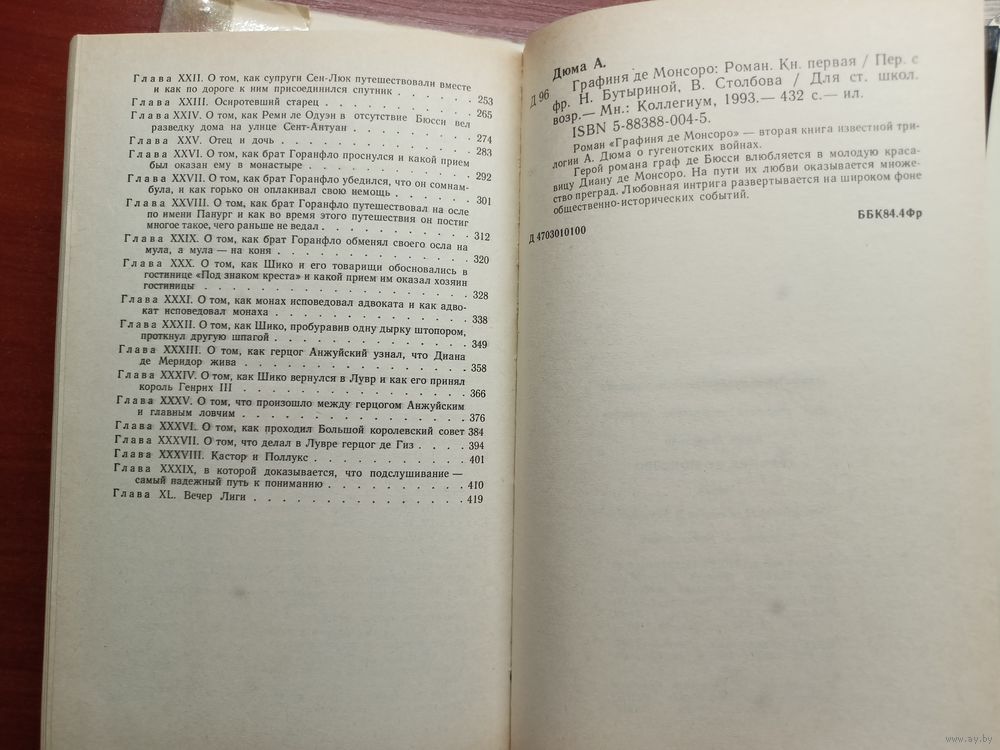 Глава XXII. О том, как супруги Сен-Люк путешествовали вместе
и как по дороге к ним присоединился спутник . . . . . . 253
Глава XXIII. Осиротевший старец . . . . . . . . . . 265
Глава XXIV. О том, как Реми ле Одуэн в отсутствие Бюсси вел
разведку дома на улице Сент-Антуан . . . . . . . . . 274
Глава XXV. Отец и дочь . . . . . . . . . . . . . 283
Глава XXVI. О том, как брат Горанфло проснулся и какой прием
был оказан ему в монастыре . . . . . . . . . . . 292
Глава XXVII. О том, как брат Горанфло убедился, что он сомнам-
була, и как горько он оплакивал свою немощь . . . . . . 301
Глава XXVIII. О том, как брат Горанфло путешествовал на осле
по имени Панург и как во время этого путешествия он постиг
многое такое, чего раньше не ведал . . . . . . . . . . 312
Глава XXIX. О том, как брат Горанфло обменял своего осла на
мула, а мула — на коня . . . . . . . . . . . . . 320
Глава XXX. О том, как Шико и его товарищи обосновались в
гостинице «Под знаком креста» и какой прием им оказал хозяин
гостиницы . . . . . . . . . . . . . . . . . 328
Глава XXXI. О том, как монах исповедовал адвоката и как адво-
кат исповедовал монаха . . . . . . . . . . . . . 338
Глава XXXII. О том, как Шико, пробуравив одну дырку штопором,
проткнул другую шпагой . . . . . . . . . . . . . 349
Глава XXXIII. О том, как герцог Анжуйский узнал, что Диана
де Меридор жива . . . . . . . . . . . . . . . 358
Глава XXXIV. О том, как Шико вернулся в Лувр и как его принял
король Генрих III . . . . . . . . . . . . . . . 366
Глава XXXV. О том, что произошло между герцогом Анжуйским
и главным ловчим . . . . . . . . . . . . . . . 376
Глава XXXVI. О том, как проходил Большой королевский совет 384
Глава XXXVII. О том, что делал в Лувре герцог де Гиз . . . . 394
Глава XXXVIII. Кастор и Поллукс . . . . . . . . . . 401
Глава XXXIX, в которой доказывается, что подслушивание —
самый надежный путь к пониманию . . . . . . . . . . 410
Глава XL. Вечер Лиги . . . . . . . . . . . . . . 419
Дюма А.
Д 96 Графиня де Монсоро: Роман. Кн. первая / Пер. с
фр. Н. Бутыриной, В. Столбова / Для ст. школ.
возр.— Мн.: Коллегиум, 1993.— 432 с.— ил.
ISBN 5-88388-004-5.
Роман «Графиня де Монсоро» — вторая книга известной три-
логии А. Дюма о гугенотских войнах.
Герой романа граф де Бюсси влюбляется в молодую краса-
вицу Диану де Монсоро. На пути их любви оказывается множе-
ство преград. Любовная интрига развертывается на широком фоне
общественно-исторических событий.
ББК84.4Фр
Д 4703010100
www.ay.by